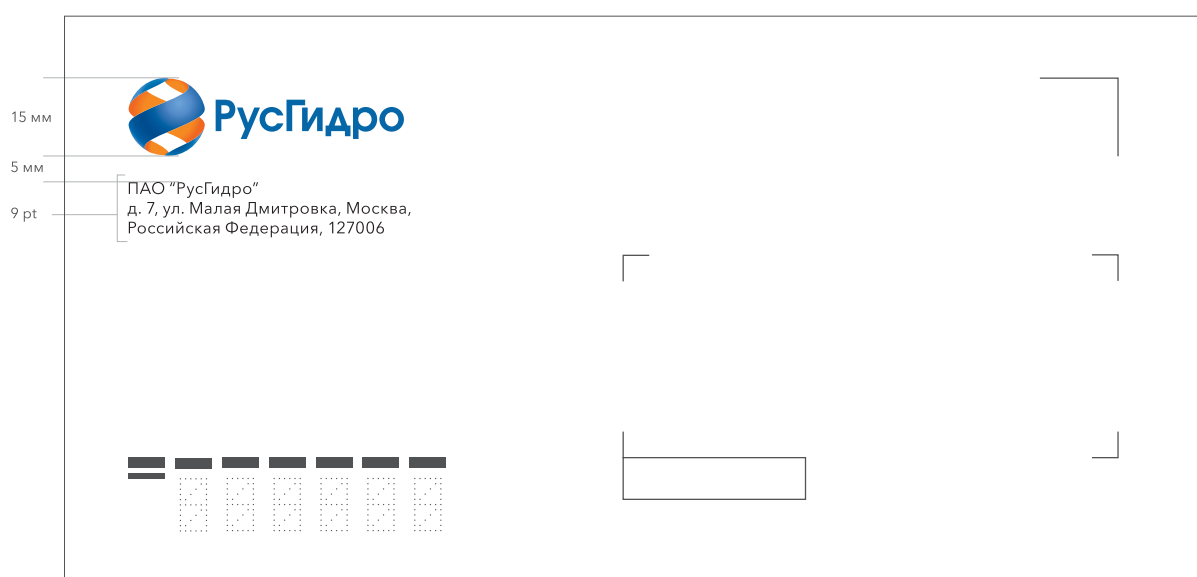 15 мм
РусГидро
5 мм
9 pt
ПАО “РусГидро”
д. 7, ул. Малая Дмитровка, Москва,
Российская Федерация, 127006